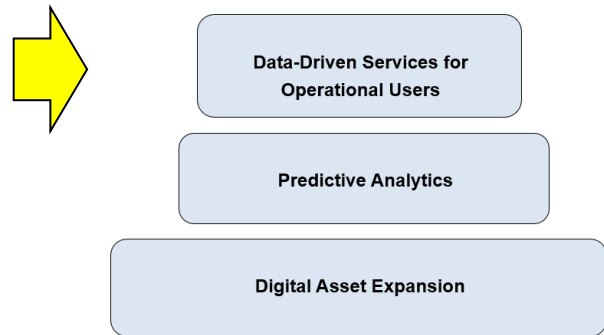 Data-Driven Services for
Operational Users
Predictive Analytics
Digital Asset Expansion